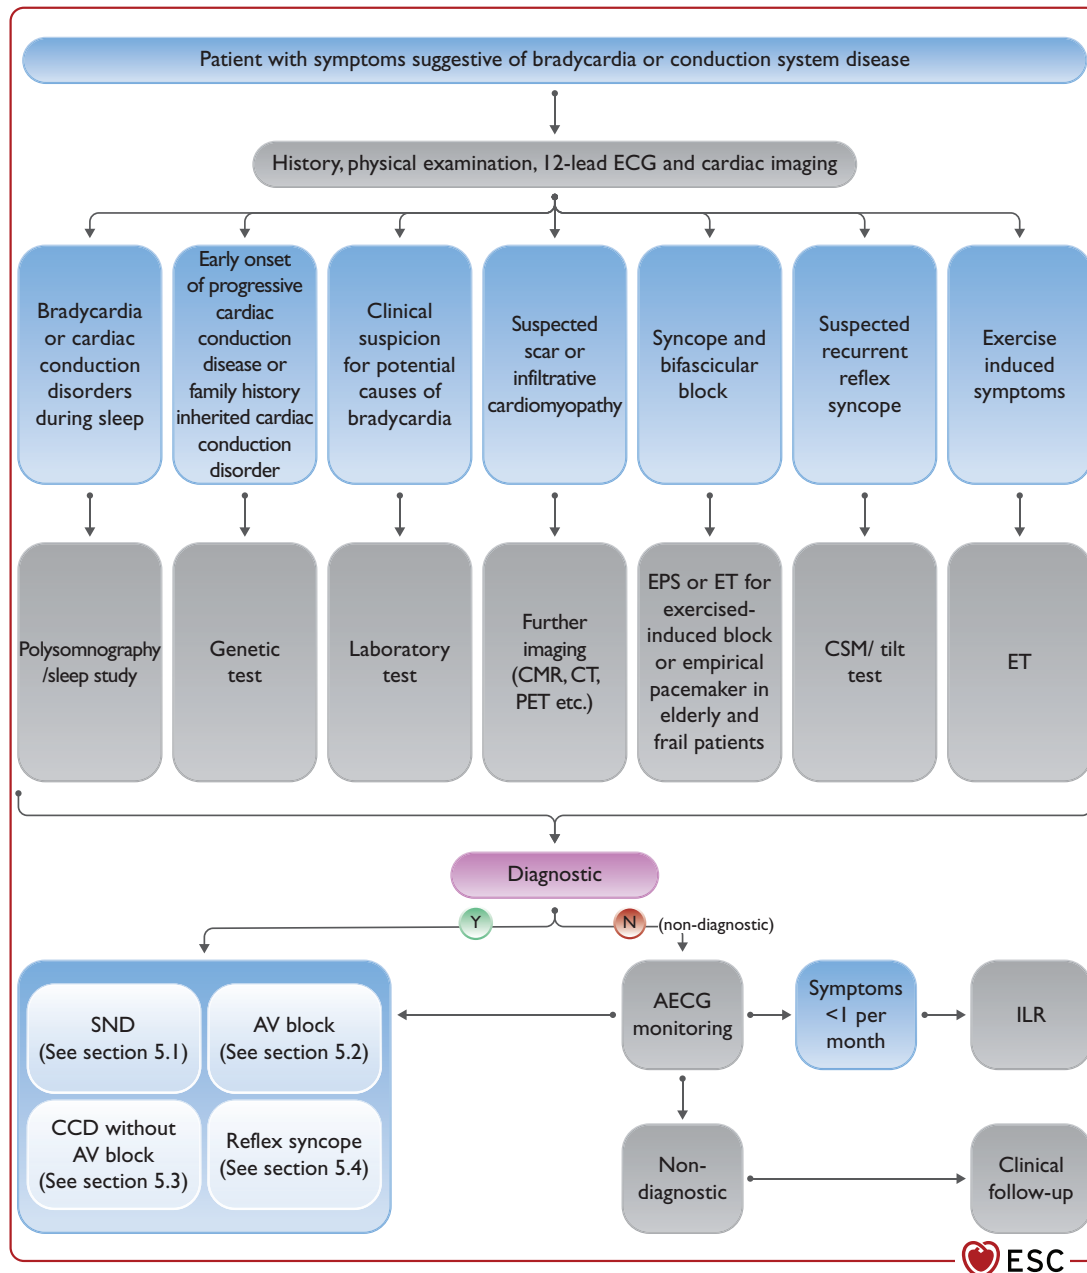 Patient with symptoms suggestive of bradycardia or conduction system disease
History, physical examination, 12-lead ECG and cardiac imaging
Bradycardia
or cardiac
conduction
disorders
during sleep
Early onset
of progressive
cardiac
conduction
disease or
family history
inherited cardiac
conduction
disorder
Clinical
suspicion
for potential
causes of
bradycardia
Suspected
scar or
infiltrative
cardiomyopathy
Syncope and
bifascicular
block
Suspected
recurrent
reflex
syncope
Exercise
induced
symptoms
Polysomnography
/sleep study
Genetic
test
Laboratory
test
Further
imaging
(CMR, CT,
PET etc.)
EPS or ET for
exercised-
induced block
or empirical
pacemaker in
elderly and
frail patients
CSM/ tilt
test
ET
Diagnostic
Y
N
(non-diagnostic)
SND
(See section 5.1)
AV block
(See section 5.2)
CCD without
AV block
(See section 5.3)
Reflex syncope
(See section 5.4)
AECG
monitoring
Symptoms
<1 per
month
ILR
Non-
diagnostic
Clinical
follow-up
ESC